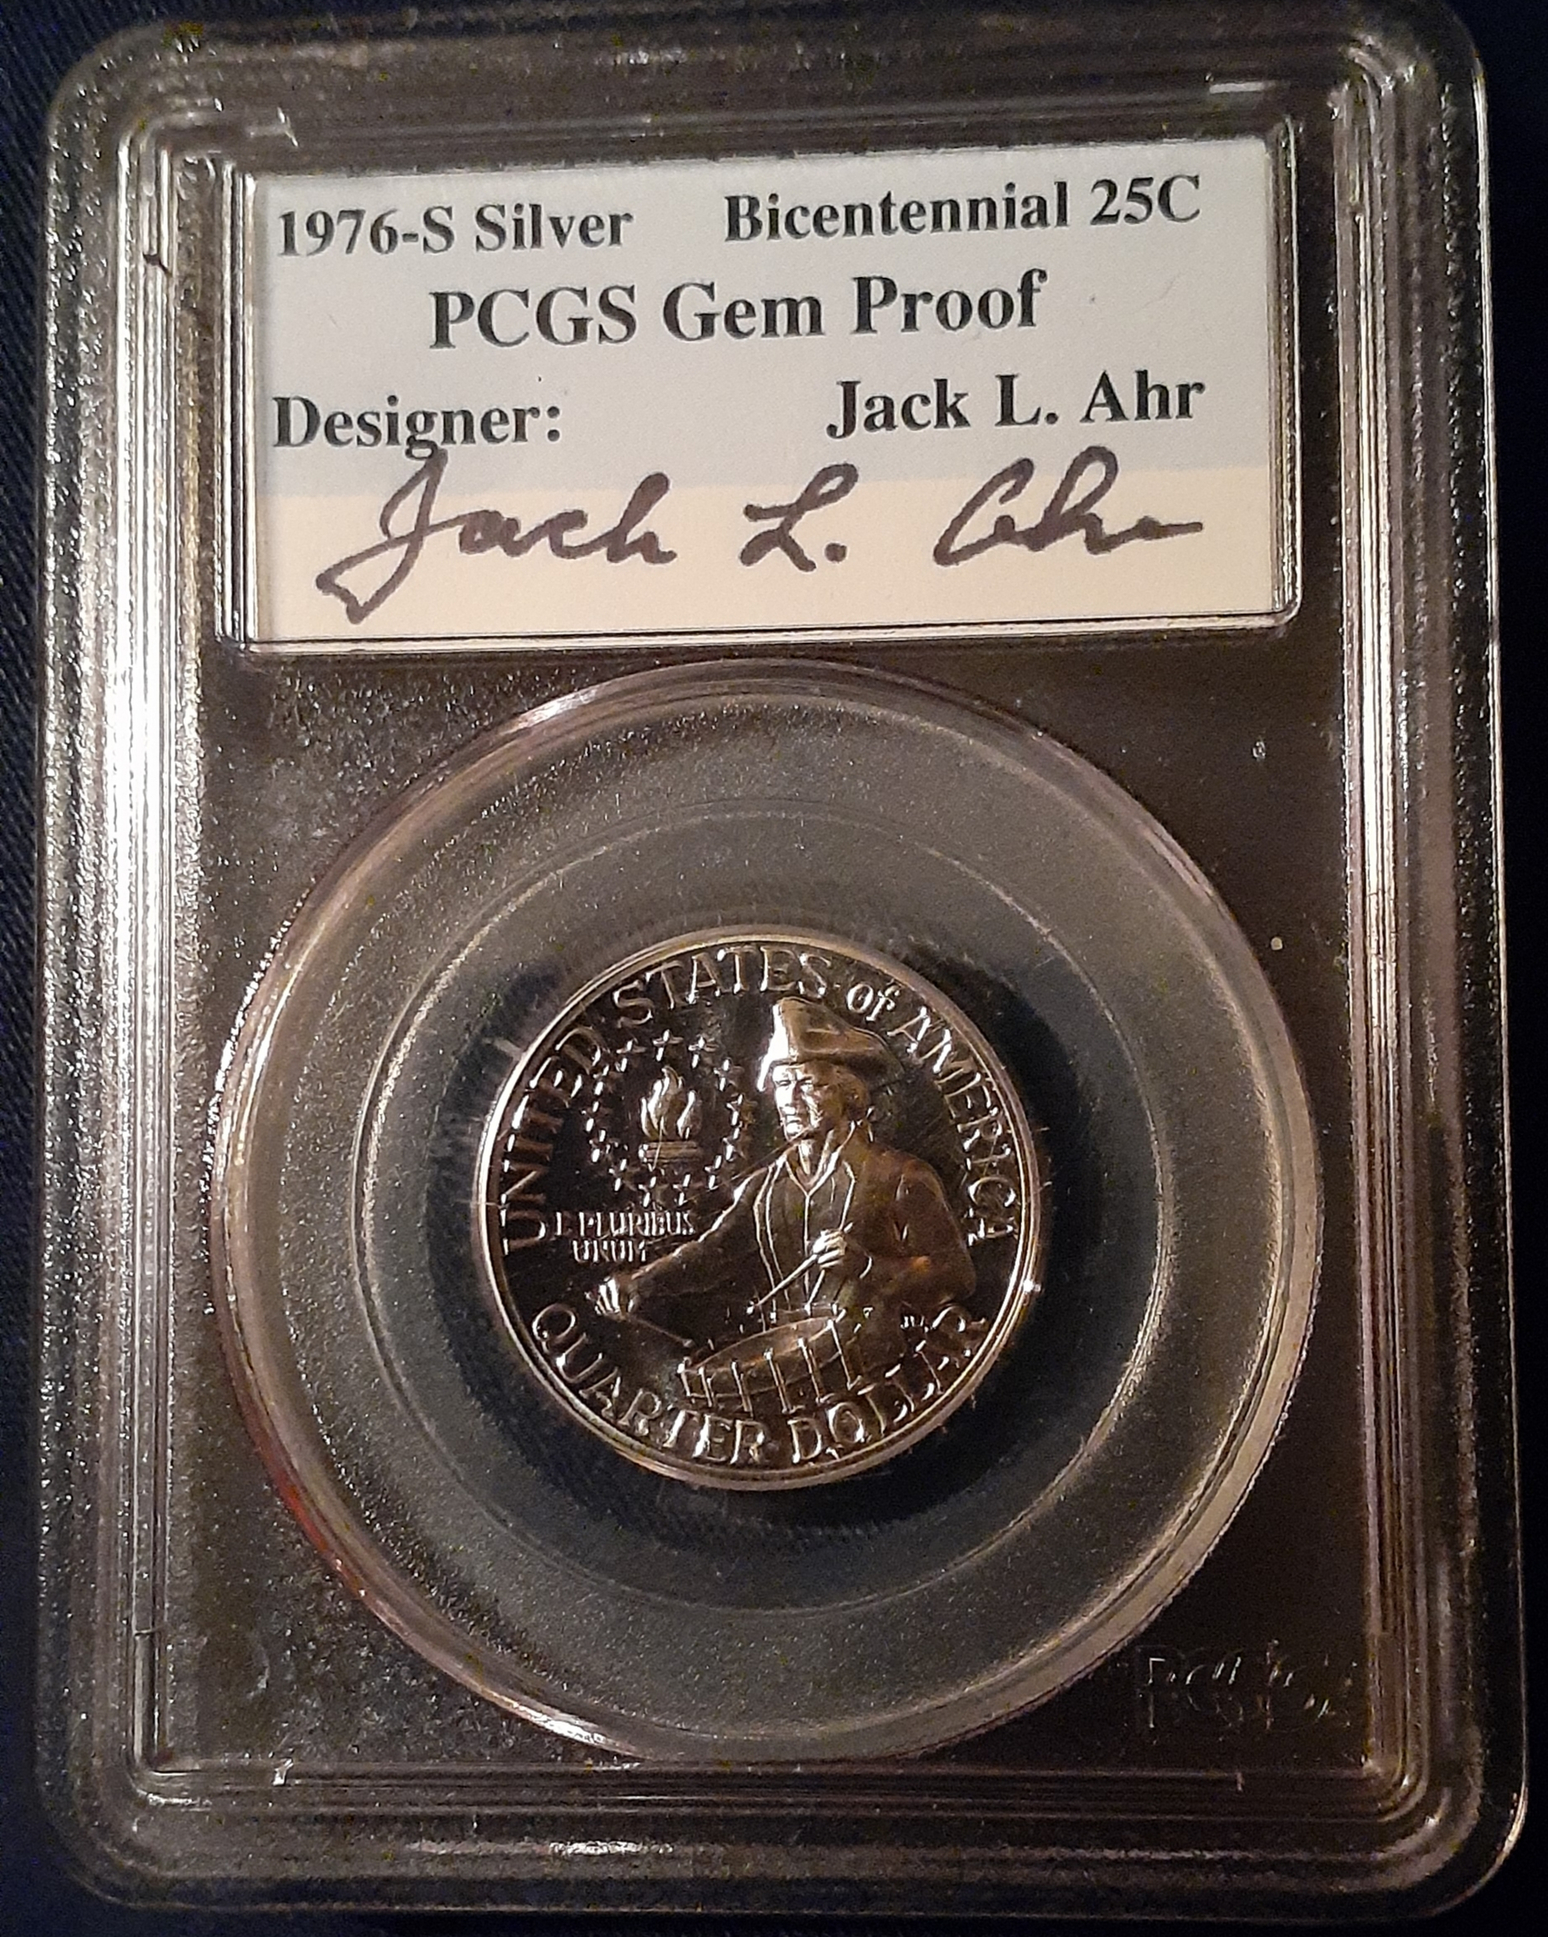 1976-S Silver Bicentennial 25C
PCGS Gem Proof
Designer: Jack L. Ahr
Jack L. Ahr
UNITED STATES of AMERICA
E PLURIBUS
UNUM
JLA
QUARTER DOLLAR
PCGS